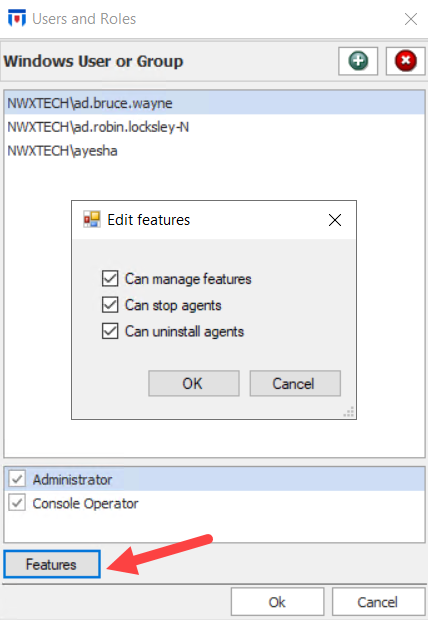 Users and Roles
Windows User or Group
NWXTECH\ad.bruce.wayne
NWXTECH\ad.robin.locksley-N
NWXTECH\ayesha
Edit features
Can manage features
Can stop agents
Can uninstall agents
OK Cancel
Administrator
Console Operator
Features
Ok Cancel